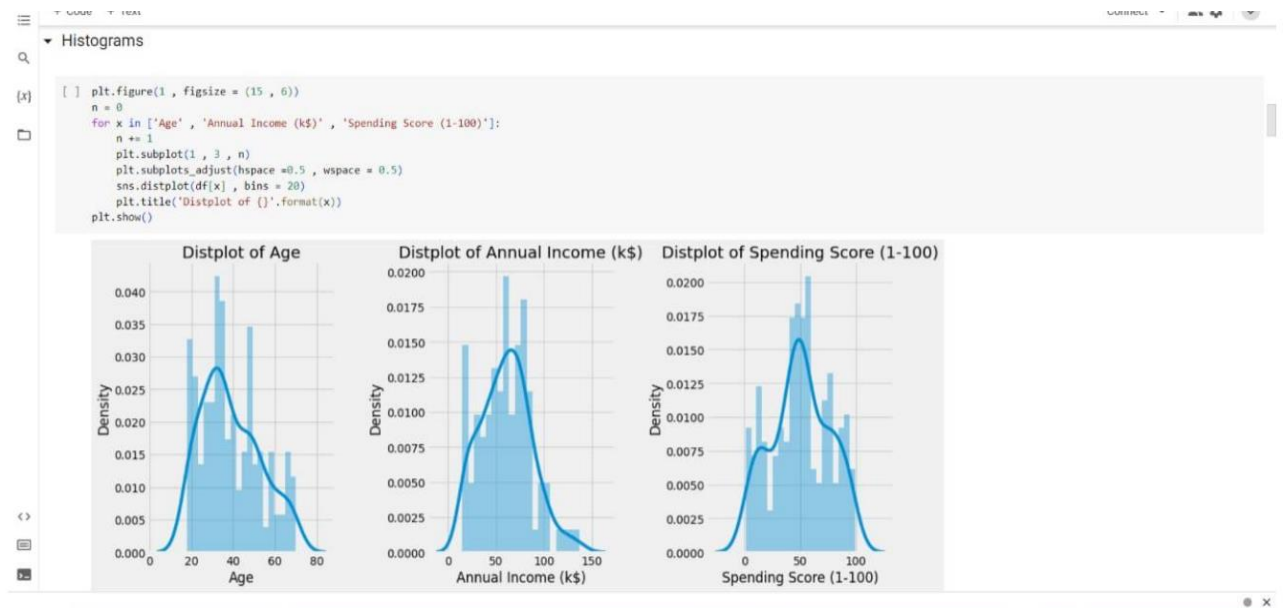 + Code + Text
Connect
Histograms
{x}
[ ] plt.figure(1 , figsize = (15 , 6))
n = 0
for x in ['Age' , 'Annual Income (k$)' , 'Spending Score (1-100)']:
n += 1
plt.subplot(1 , 3 , n)
plt.subplots_adjust(hspace =0.5 , wspace = 0.5)
sns.distplot(df[x] , bins = 20)
plt.title('Distplot of {}'.format(x))
plt.show()
Distplot of Age
0.040
0.035
0.030
0.025
0.020
0.015
0.010
0.005
0.000
Density
0 20 40 60 80
Age
Distplot of Annual Income (k$)
0.0200
0.0175
0.0150
0.0125
0.0100
0.0075
0.0050
0.0025
0.0000
Density
0 50 100 150
Annual Income (k$)
Distplot of Spending Score (1-100)
0.0200
0.0175
0.0150
0.0125
0.0100
0.0075
0.0050
0.0025
0.0000
Density
0 50 100
Spending Score (1-100)